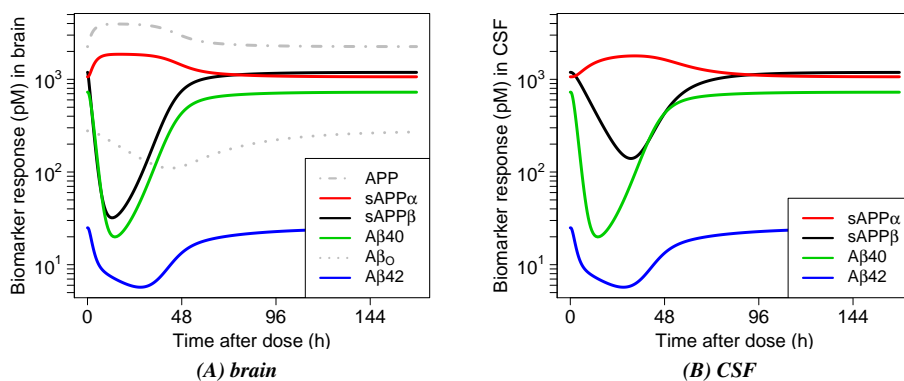 Biomarker response (pM) in brain
10³
10²
10¹
0 48 96 144
Time after dose (h)
APP
sAPPα
sAPPβ
Aβ40
Aβ_O
Aβ42
(A) brain
Biomarker response (pM) in CSF
10³
10²
10¹
0 48 96 144
Time after dose (h)
sAPPα
sAPPβ
Aβ40
Aβ42
(B) CSF